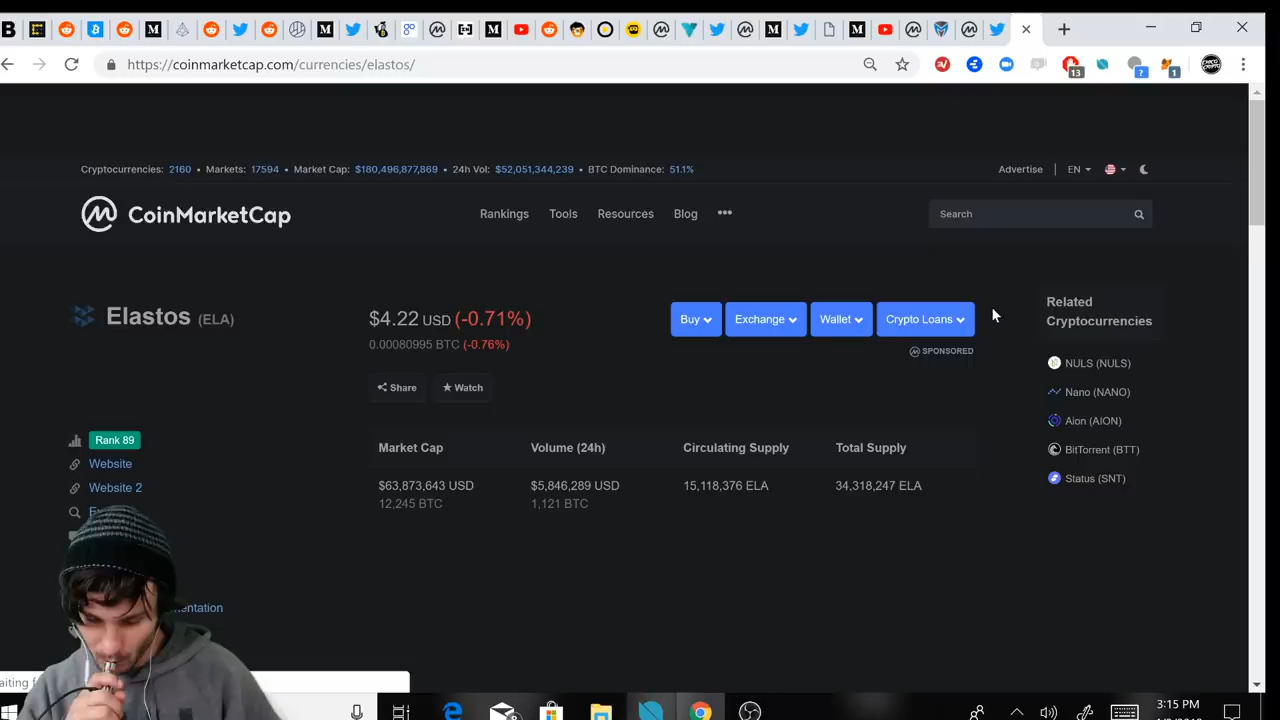 https://coinmarketcap.com/currencies/elastos/
13
?
1
Cryptocurrencies: 2160 • Markets: 17594 • Market Cap: $180,496,877,869 • 24h Vol: $52,051,344,239 • BTC Dominance: 51.1%
Advertise
EN
CoinMarketCap
Rankings
Tools
Resources
Blog
•••
Search
Elastos (ELA)
$4.22 USD (-0.71%)
0.00080995 BTC (-0.76%)
Buy
Exchange
Wallet
Crypto Loans
SPONSORED
Share
Watch
Related
Cryptocurrencies
NULS (NULS)
Nano (NANO)
Aion (AION)
BitTorrent (BTT)
Status (SNT)
Rank 89
Website
Website 2
Market Cap
Volume (24h)
Circulating Supply
Total Supply
$63,873,643 USD
$5,846,289 USD
15,118,376 ELA
34,318,247 ELA
12,245 BTC
1,121 BTC
3:15 PM